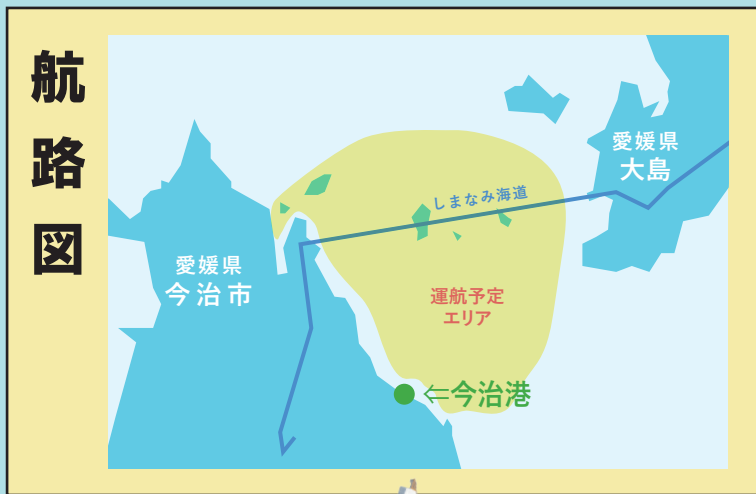 航路図
しまなみ海道
愛媛県
大島
愛媛県
今治市
運航予定
エリア
⇐今治港